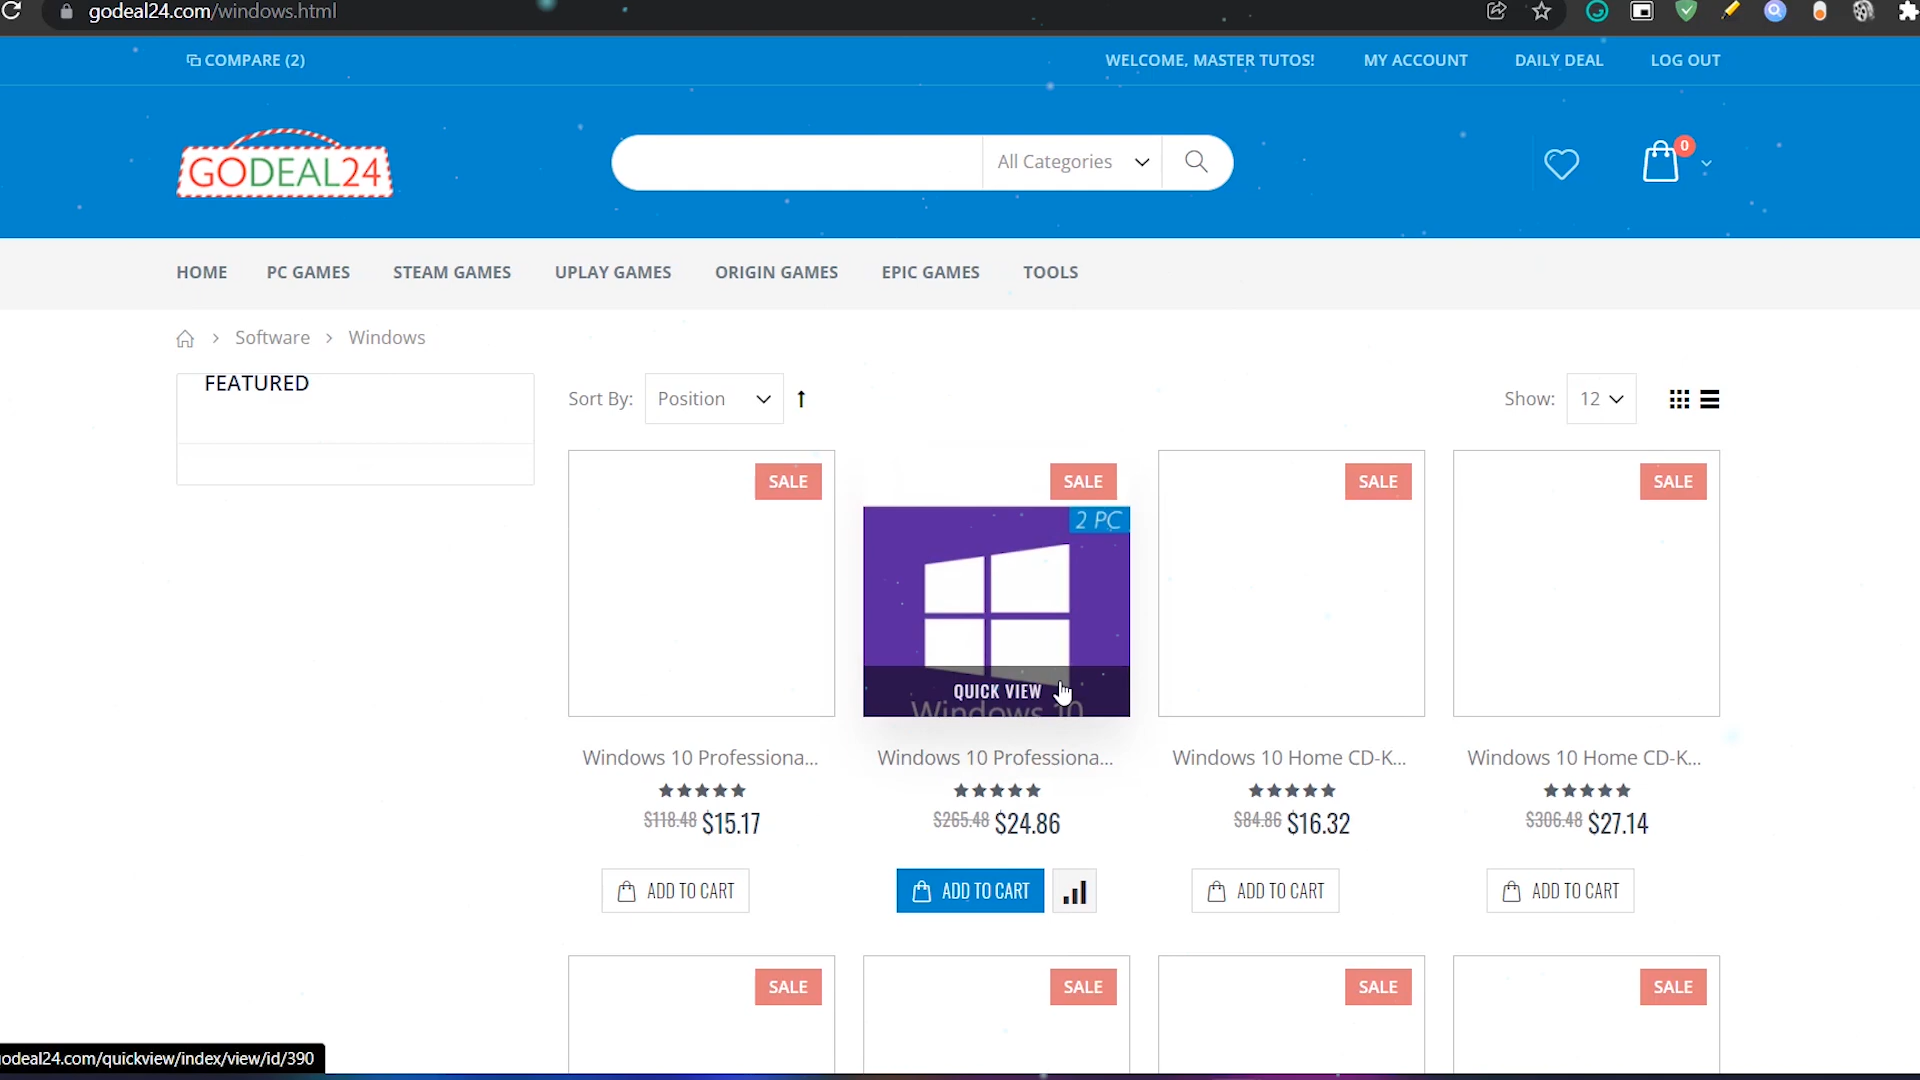 godeal24.com/windows.html
COMPARE (2)
WELCOME, MASTER TUTOS!
MY ACCOUNT
DAILY DEAL
LOG OUT
GODEAL24
All Categories
0
HOME
PC GAMES
STEAM GAMES
UPLAY GAMES
ORIGIN GAMES
EPIC GAMES
TOOLS
Software
Windows
FEATURED
Sort By:
Position
Show:
12
SALE
SALE
SALE
SALE
2 PC
QUICK VIEW
Windows 10
Windows 10 Professiona...
Windows 10 Professiona...
Windows 10 Home CD-K...
Windows 10 Home CD-K...
$118.48 $15.17
$265.48 $24.86
$84.86 $16.32
$306.48 $27.14
ADD TO CART
ADD TO CART
ADD TO CART
ADD TO CART
SALE
SALE
SALE
SALE
odeal24.com/quickview/index/view/id/390